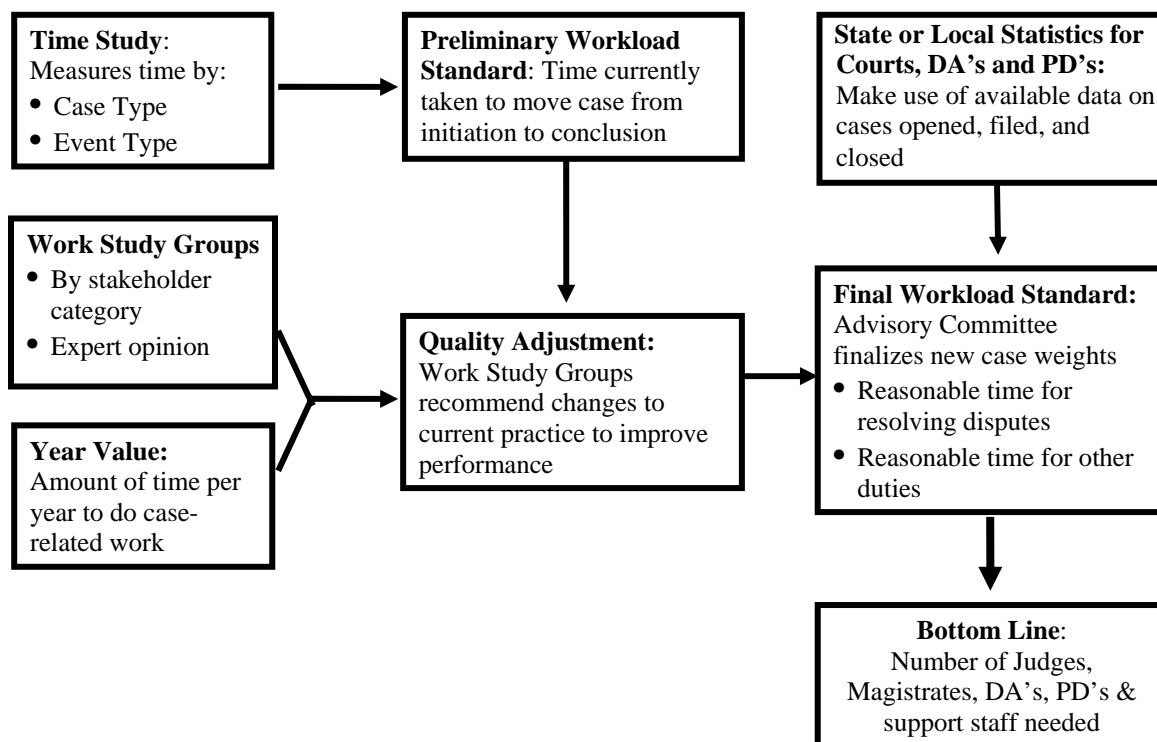 Time Study:
Measures time by:
• Case Type
• Event Type
Preliminary Workload
Standard: Time currently
taken to move case from
initiation to conclusion
State or Local Statistics for
Courts, DA’s and PD’s:
Make use of available data on
cases opened, filed, and
closed
Work Study Groups
• By stakeholder
category
• Expert opinion
Year Value:
Amount of time per
year to do case-
related work
Quality Adjustment:
Work Study Groups
recommend changes to
current practice to improve
performance
Final Workload Standard:
Advisory Committee
finalizes new case weights
• Reasonable time for
resolving disputes
• Reasonable time for other
duties
Bottom Line:
Number of Judges,
Magistrates, DA’s, PD’s &
support staff needed